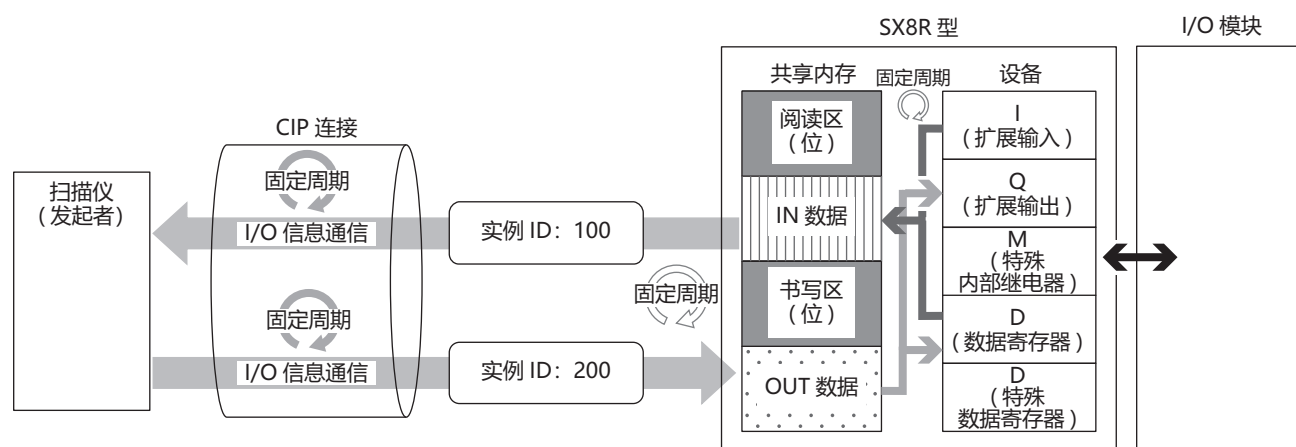 SX8R 型
I/O 模块
共享内存
固定周期
设备
阅读区
（位）
I
（扩展输入）
CIP 连接
固定周期
扫描仪
（发起者）
I/O 信息通信
实例 ID：100
IN 数据
Q
（扩展输出）
M
（特殊
内部继电器）
固定周期
书写区
（位）
固定周期
D
（数据寄存器）
I/O 信息通信
实例 ID：200
OUT 数据
D
（特殊
数据寄存器）